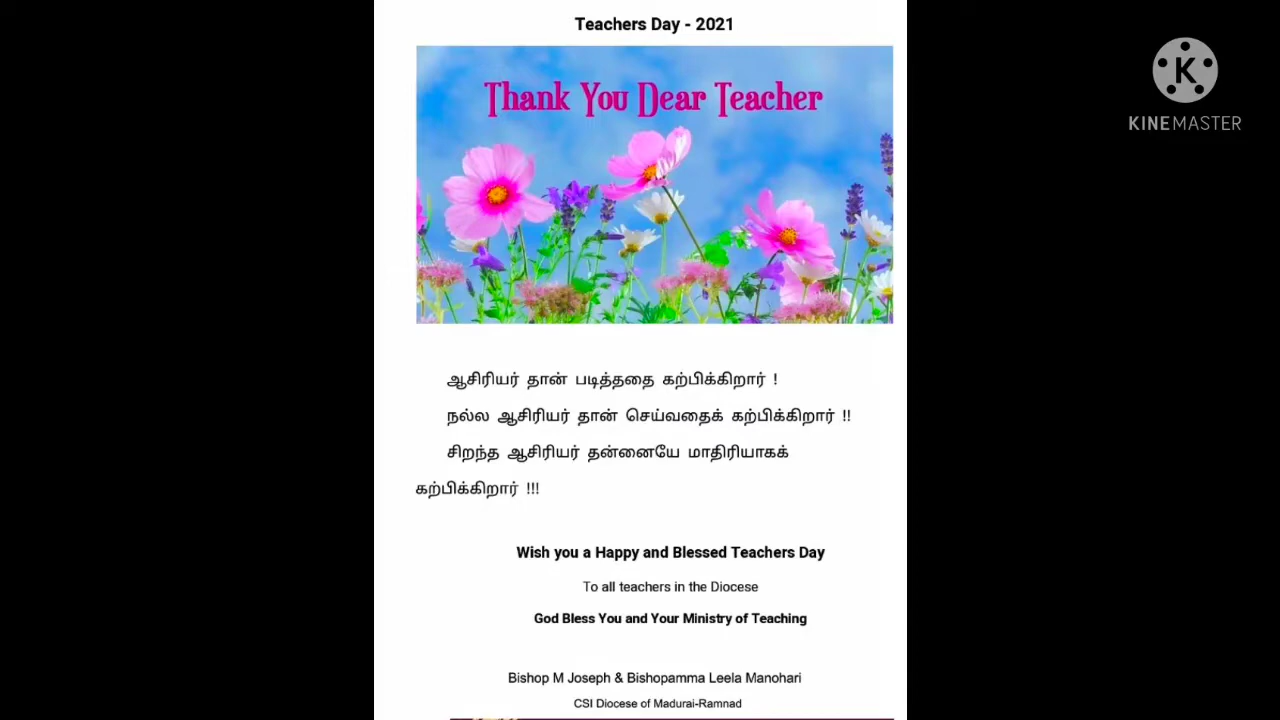 Teachers Day - 2021
Thank You Dear Teacher
K
KINEMASTER
ஆசிரியர் தான் படித்ததை கற்பிக்கிறார் !
நல்ல ஆசிரியர் தான் செய்வதைக் கற்பிக்கிறார் !!
சிறந்த ஆசிரியர் தன்னையே மாதிரியாகக்
கற்பிக்கிறார் !!!
Wish you a Happy and Blessed Teachers Day
To all teachers in the Diocese
God Bless You and Your Ministry of Teaching
Bishop M Joseph & Bishopamma Leela Manohari
CSI Diocese of Madurai-Ramnad